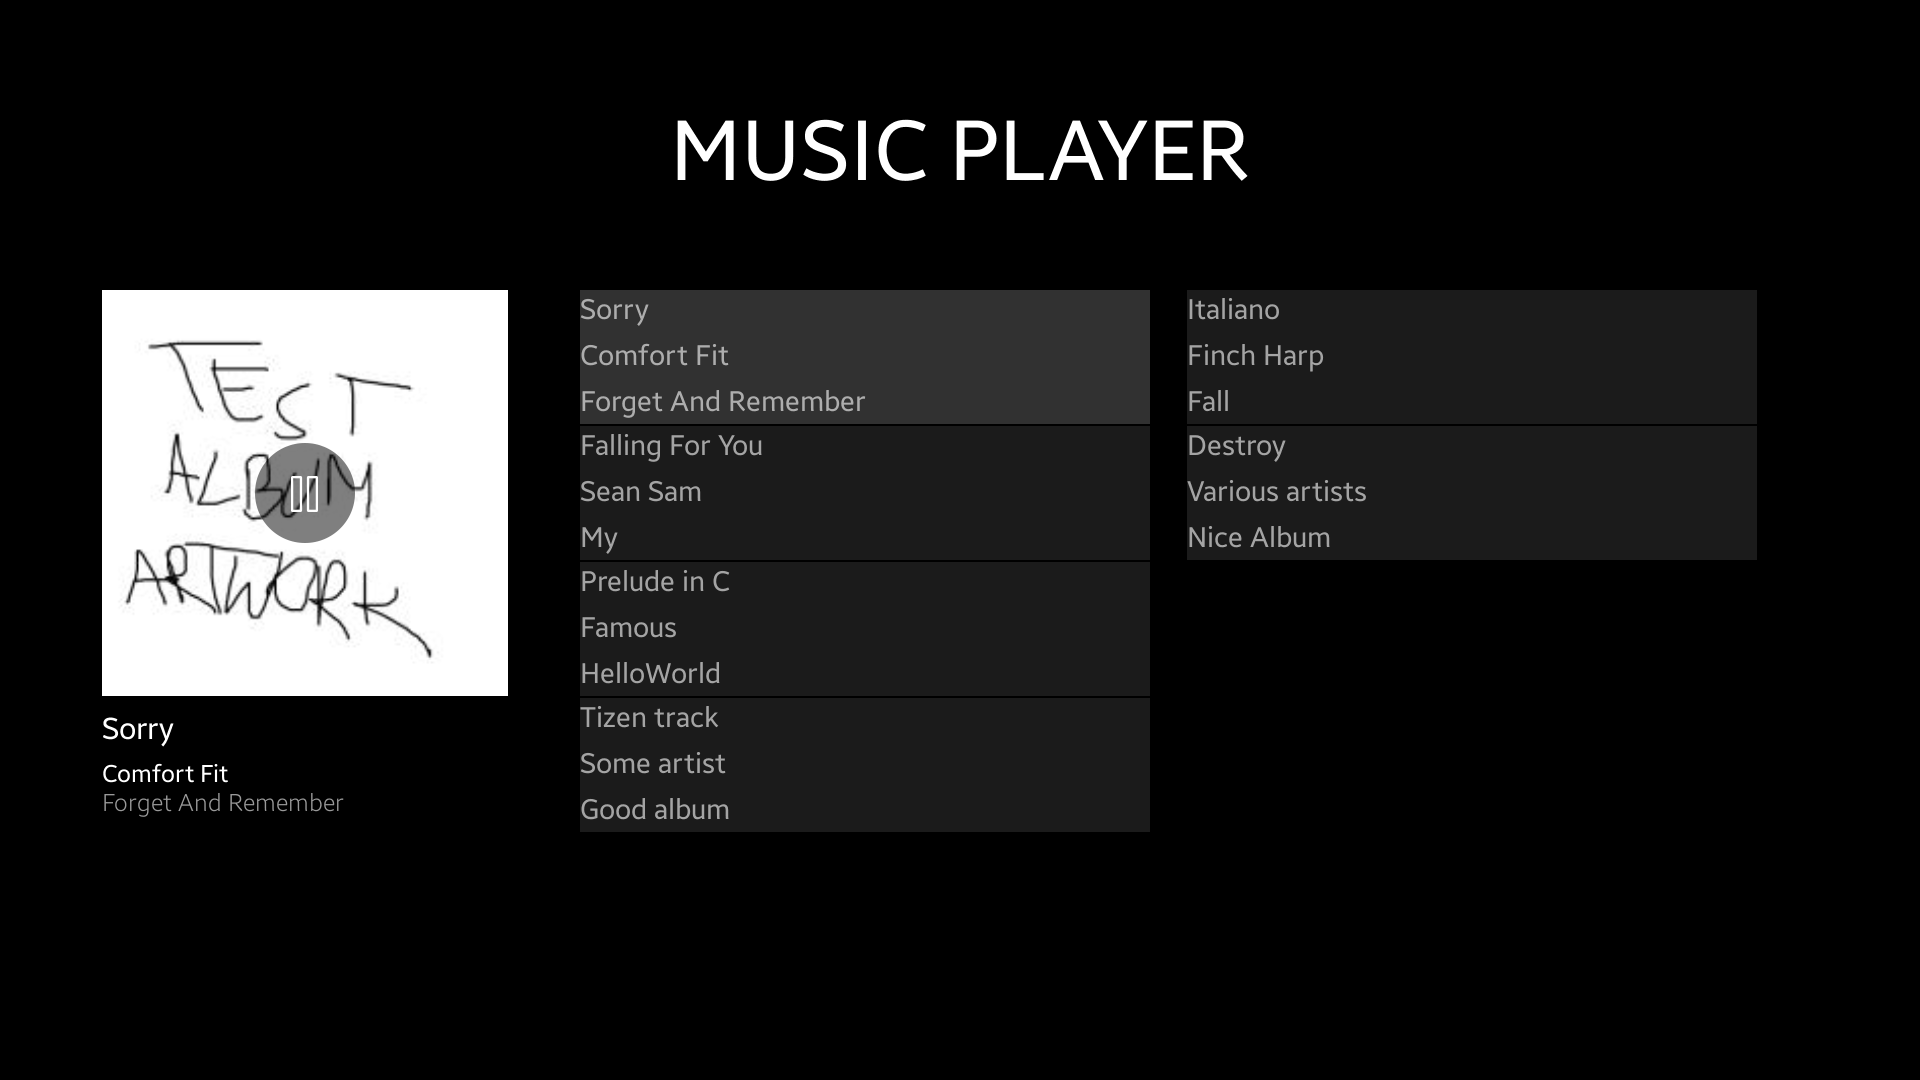 MUSIC PLAYER
TEST
ALBUM
ARTWORK
Sorry
Comfort Fit
Forget And Remember
Sorry
Comfort Fit
Forget And Remember
Falling For You
Sean Sam
My
Prelude in C
Famous
HelloWorld
Tizen track
Some artist
Good album
Italiano
Finch Harp
Fall
Destroy
Various artists
Nice Album